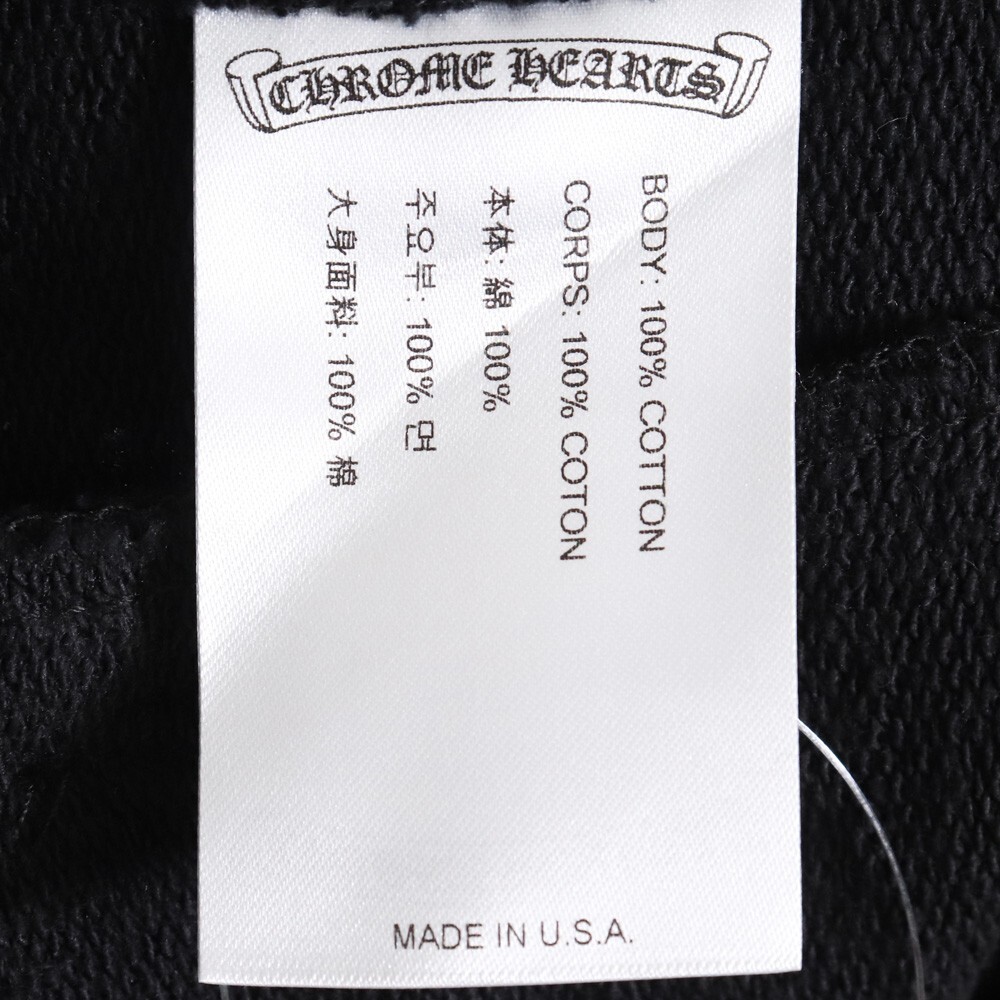 CHROME HEARTS
BODY: 100% COTTON
CORPS: 100% COTON
本体: 綿 100%
주요부: 100% 면
大身面料: 100% 棉
MADE IN U.S.A.